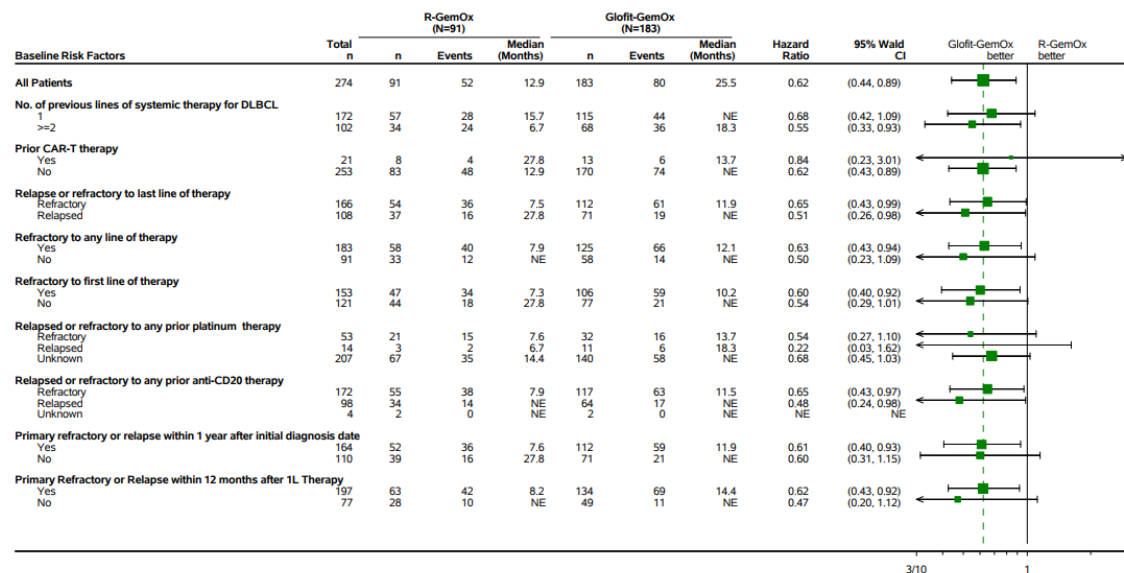 R-GemOx (N=91) Glofit-GemOx (N=183)
Baseline Risk Factors Total n n Events Median (Months) n Events Median (Months) Hazard Ratio 95% Wald CI Glofit-GemOx better R-GemOx better
All Patients 274 91 52 12.9 183 80 25.5 0.62 (0.44, 0.89)
No. of previous lines of systemic therapy for DLBCL
1 172 57 28 15.7 115 44 NE 0.68 (0.42, 1.09)
>=2 102 34 24 6.7 68 36 18.3 0.55 (0.33, 0.93)
Prior CAR-T therapy
Yes 21 8 4 27.8 13 6 13.7 0.84 (0.23, 3.01)
No 253 83 48 12.9 170 74 NE 0.62 (0.43, 0.89)
Relapse or refractory to last line of therapy
Refractory 166 54 36 7.5 112 61 11.9 0.65 (0.43, 0.99)
Relapsed 108 37 16 27.8 71 19 NE 0.51 (0.26, 0.98)
Refractory to any line of therapy
Yes 183 58 40 7.9 125 66 12.1 0.63 (0.43, 0.94)
No 91 33 12 NE 58 14 NE 0.50 (0.23, 1.09)
Refractory to first line of therapy
Yes 153 47 34 7.3 106 59 10.2 0.60 (0.40, 0.92)
No 121 44 18 27.8 77 21 NE 0.54 (0.29, 1.01)
Relapsed or refractory to any prior platinum therapy
Refractory 53 21 15 7.6 32 16 13.7 0.54 (0.27, 1.10)
Relapsed 14 3 2 6.7 11 6 18.3 0.22 (0.03, 1.62)
Unknown 207 67 35 14.4 140 58 NE 0.68 (0.45, 1.03)
Relapsed or refractory to any prior anti-CD20 therapy
Refractory 172 55 38 7.9 117 63 11.5 0.65 (0.43, 0.97)
Relapsed 98 34 14 NE 64 17 NE 0.48 (0.24, 0.98)
Unknown 4 2 0 NE 2 0 NE NE NE
Primary refractory or relapse within 1 year after initial diagnosis date
Yes 164 52 36 7.6 112 59 11.9 0.61 (0.40, 0.93)
No 110 39 16 27.8 71 21 NE 0.60 (0.31, 1.15)
Primary Refractory or Relapse within 12 months after 1L Therapy
Yes 197 63 42 8.2 134 69 14.4 0.62 (0.43, 0.92)
No 77 28 10 NE 49 11 NE 0.47 (0.20, 1.12)
3/10 1